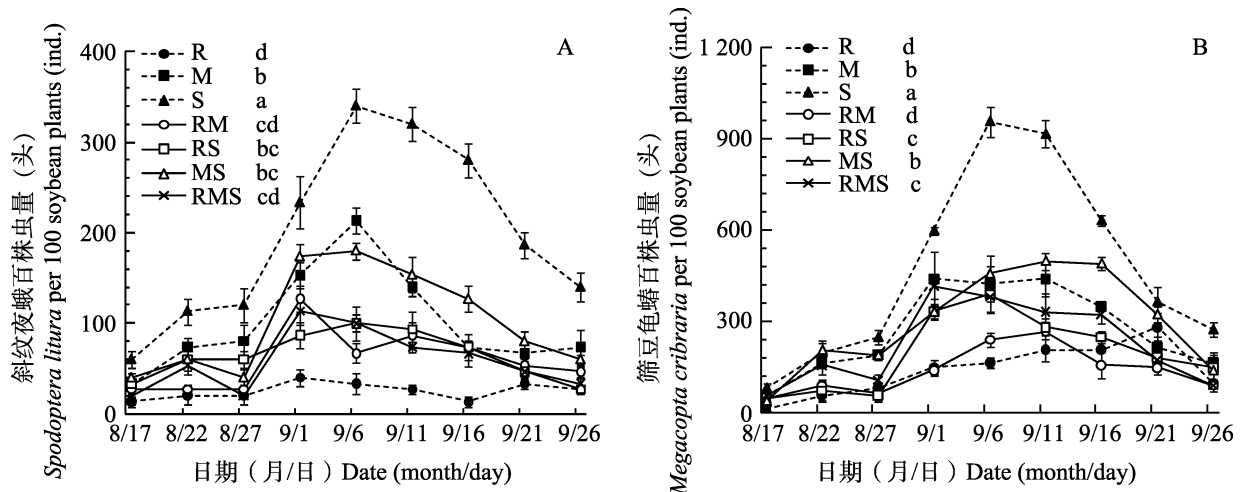 斜纹夜蛾百株虫量（头）
Spodoptera litura per 100 soybean plants (ind.)
400
300
200
100
0
A
R d
M b
S a
RM cd
RS bc
MS bc
RMS cd
8/17 8/22 8/27 9/1 9/6 9/11 9/16 9/21 9/26
日期（月/日）Date (month/day)
筛豆龟蝽百株虫量（头）
Megacopta cribraria per 100 soybean plants (ind.)
1 200
900
600
300
0
B
R d
M b
S a
RM d
RS c
MS b
RMS c
8/17 8/22 8/27 9/1 9/6 9/11 9/16 9/21 9/26
日期（月/日）Date (month/day)